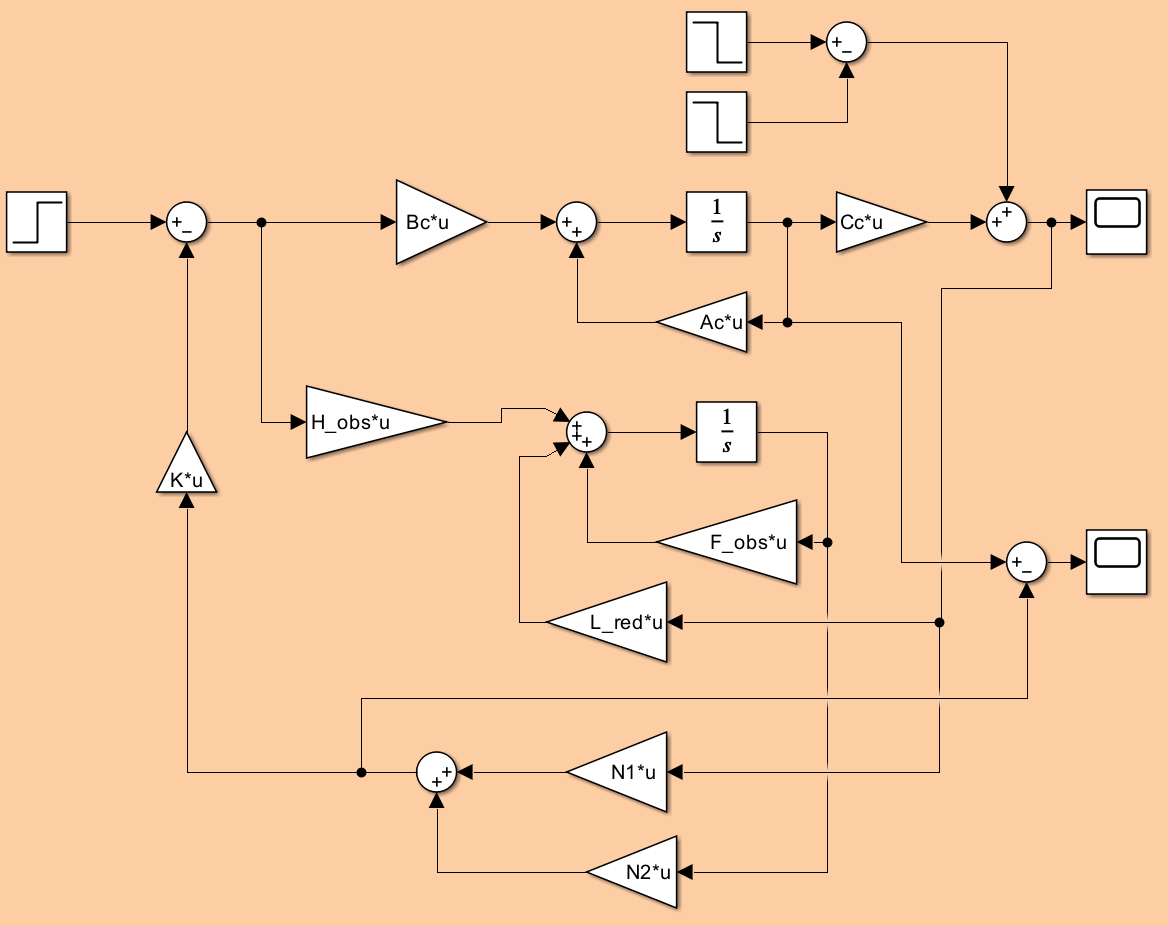 +
−
+
−
Bc*u
+
+
1
s
Cc*u
+
+
Ac*u
H_obs*u
+
+
+
1
s
K*u
F_obs*u
+
−
L_red*u
+
+
N1*u
N2*u